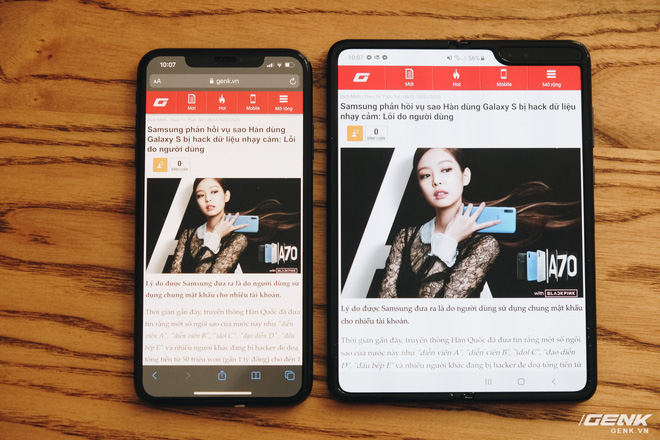 10:07
AA
genk.vn
G
Mới
Hot
Mobile
Mở rộng
Samsung phản hồi vụ sao Hàn dùng
Galaxy S bị hack dữ liệu nhạy cảm: Lỗi
do người dùng
0
A70
with BLACKPINK
Lý do được Samsung đưa ra là do người dùng sử
dụng chung mật khẩu cho nhiều tài khoản.
Thời gian gần đây, truyền thông Hàn Quốc đã đưa
tin rằng một số ngôi sao của nước này như "diễn
viên A", "diễn viên B", "idol C", "đạo diễn D", "đầu
bếp E" và nhiều người khác đang bị hacker đe doạ tống
tiền từ 50 triệu won (gần 1 tỷ đồng) cho đến 1
10:07
56%
G
Mới
Hot
Mobile
Mở rộng
Samsung phản hồi vụ sao Hàn dùng Galaxy S bị hack dữ liệu
nhạy cảm: Lỗi do người dùng
0
A70
with BLACKPINK
Lý do được Samsung đưa ra là do người dùng sử dụng chung mật khẩu
cho nhiều tài khoản.
Thời gian gần đây, truyền thông Hàn Quốc đã đưa tin rằng một số ngôi
sao của nước này như "diễn viên A", "diễn viên B", "idol C", "đạo diễn
D", "đầu bếp E" và nhiều người khác đang bị hacker đe doạ tống tiền từ
GENK
GENK.VN